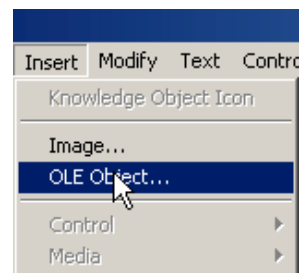 Insert Modify Text Contro
Knowledge Object Icon
Image...
OLE Object...
Control
Media